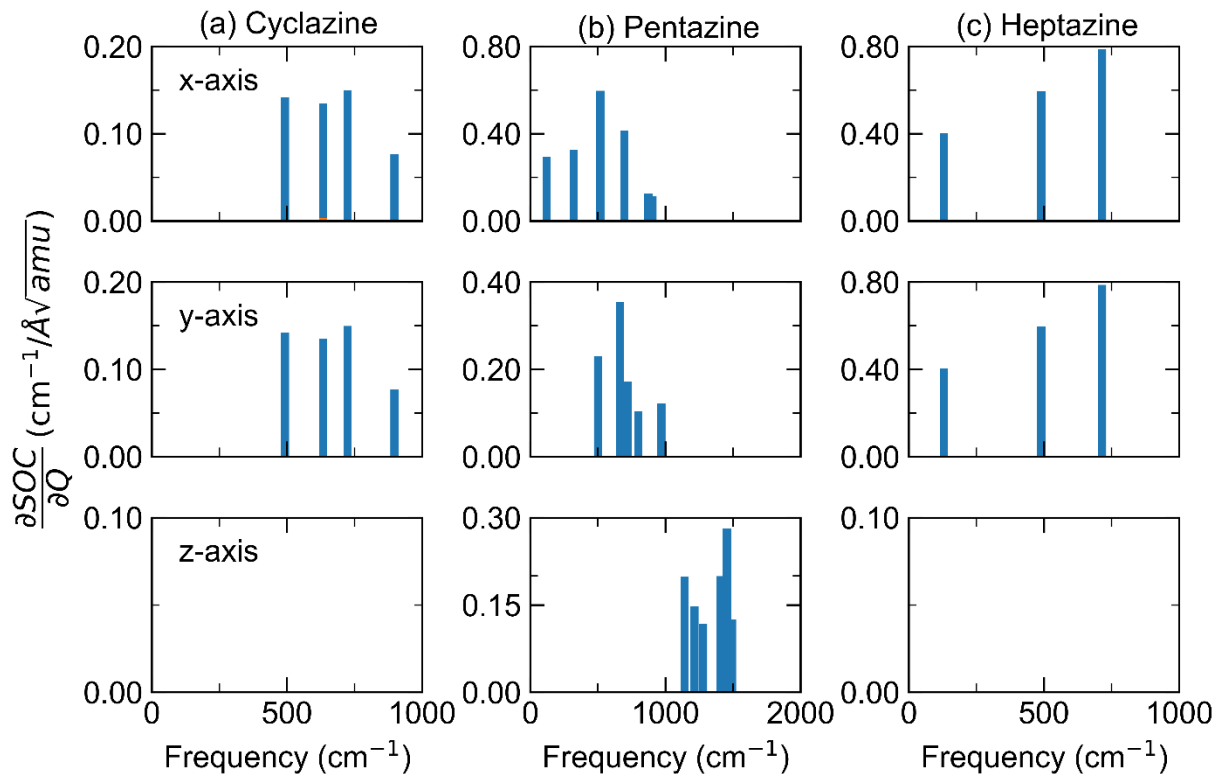 (a) Cyclazine
(b) Pentazine
(c) Heptazine
x-axis
0.20
0.10
0.00
0.80
0.40
0.00
0.80
0.40
0.00
y-axis
0.20
0.10
0.00
0.40
0.20
0.00
0.80
0.40
0.00
∂SOC/∂Q (cm⁻¹/Å√amu)
z-axis
0.10
0.00
0.30
0.15
0.00
0.10
0.00
0 500 1000
0 1000 2000
0 500 1000
Frequency (cm⁻¹)
Frequency (cm⁻¹)
Frequency (cm⁻¹)